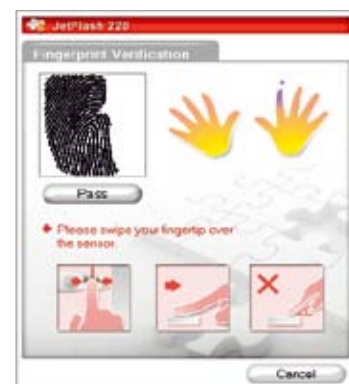 JetFlash 220
Fingerprint Verification
i
Pass
Please swipe your fingertip over
the sensor.
Cancel